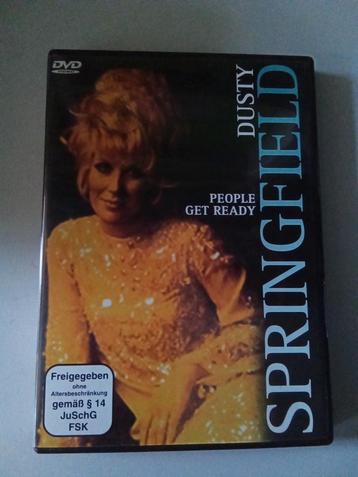 DVD
VIDEO
DUSTY
SPRINGFIELD
PEOPLE
GET READY
Freigegeben
ohne
Altersbeschränkung
gemäß § 14
JuSchG
FSK